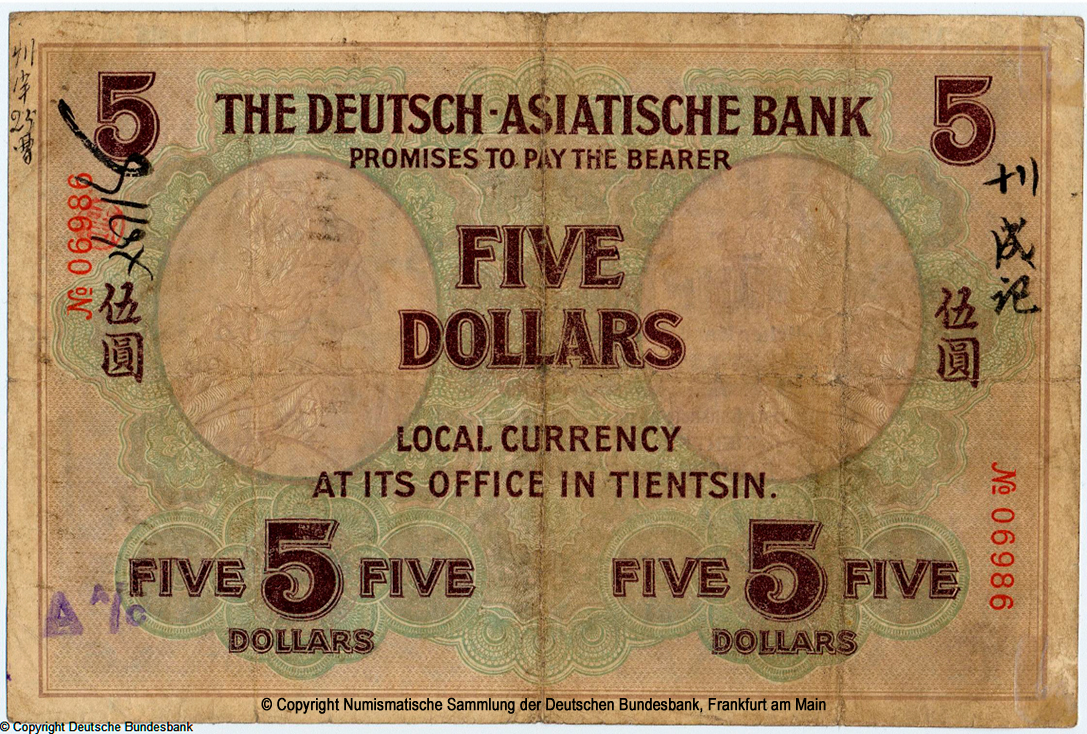 5
THE DEUTSCH-ASIATISCHE BANK
5
PROMISES TO PAY THE BEARER
FIVE
DOLLARS
№ 06986
伍圓
伍圓
记
LOCAL CURRENCY
AT ITS OFFICE IN TIENTSIN.
№ 06986
FIVE 5 FIVE
DOLLARS
FIVE 5 FIVE
DOLLARS
© Copyright Numismatische Sammlung der Deutschen Bundesbank, Frankfurt am Main
© Copyright Deutsche Bundesbank